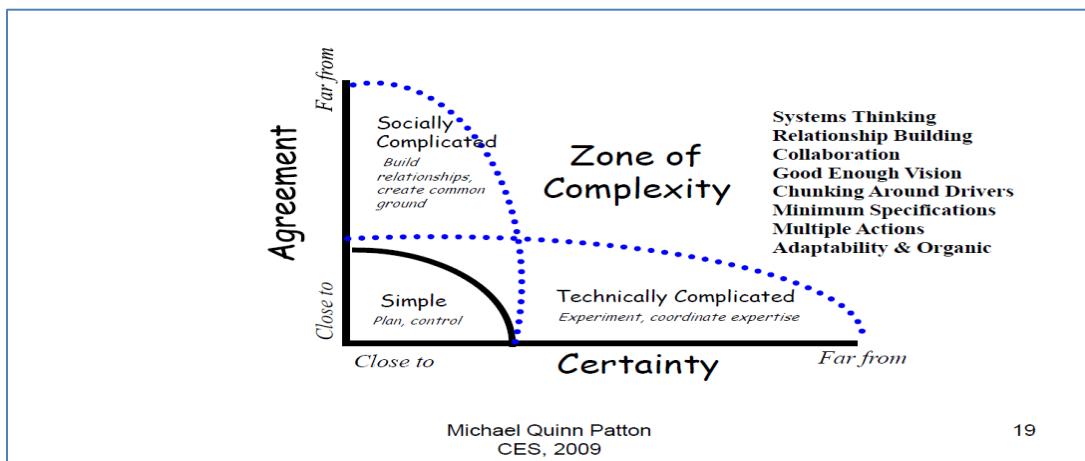 Far from
Agreement
Close to
Socially
Complicated
Build
relationships,
create common
ground
Zone of
Complexity
Systems Thinking
Relationship Building
Collaboration
Good Enough Vision
Chunking Around Drivers
Minimum Specifications
Multiple Actions
Adaptability & Organic
Simple
Plan, control
Technically Complicated
Experiment, coordinate expertise
Close to
Certainty
Far from
Michael Quinn Patton
CES, 2009
19